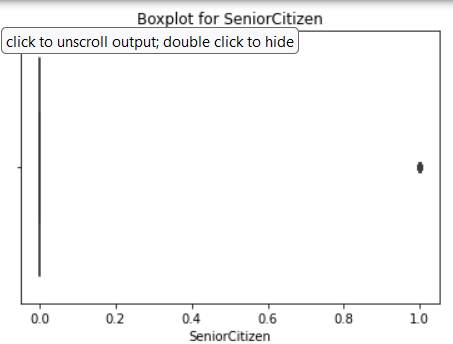 Boxplot for SeniorCitizen
click to unscroll output; double click to hide
0.0 0.2 0.4 0.6 0.8 1.0
SeniorCitizen